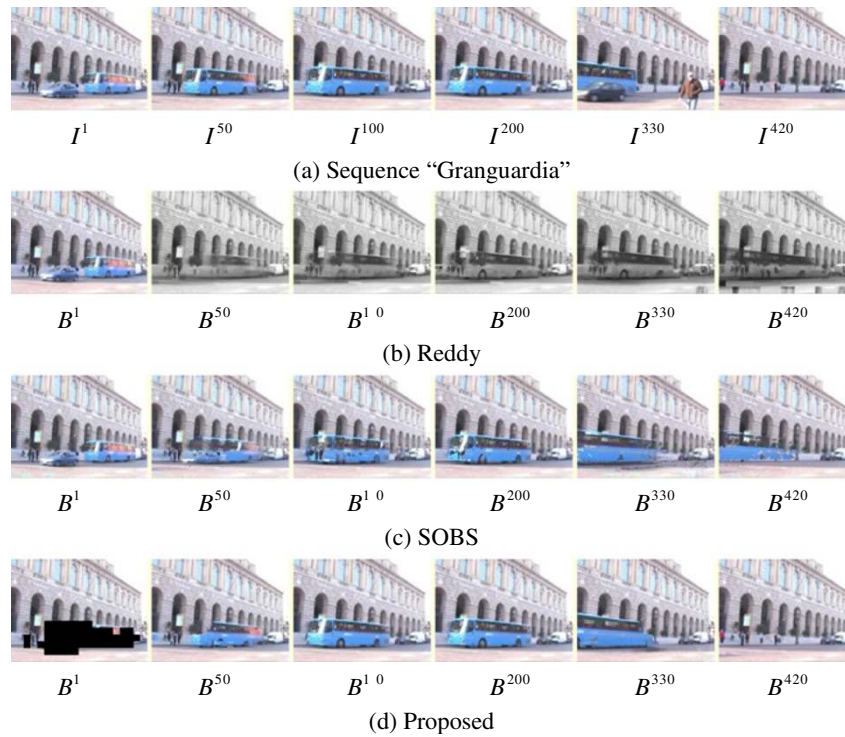 I¹ I⁵⁰ I¹⁰⁰ I²⁰⁰ I³³⁰ I⁴²⁰
(a) Sequence “Granguardia”
B¹ B⁵⁰ B¹ ⁰ B²⁰⁰ B³³⁰ B⁴²⁰
(b) Reddy
B¹ B⁵⁰ B¹ ⁰ B²⁰⁰ B³³⁰ B⁴²⁰
(c) SOBS
B¹ B⁵⁰ B¹ ⁰ B²⁰⁰ B³³⁰ B⁴²⁰
(d) Proposed